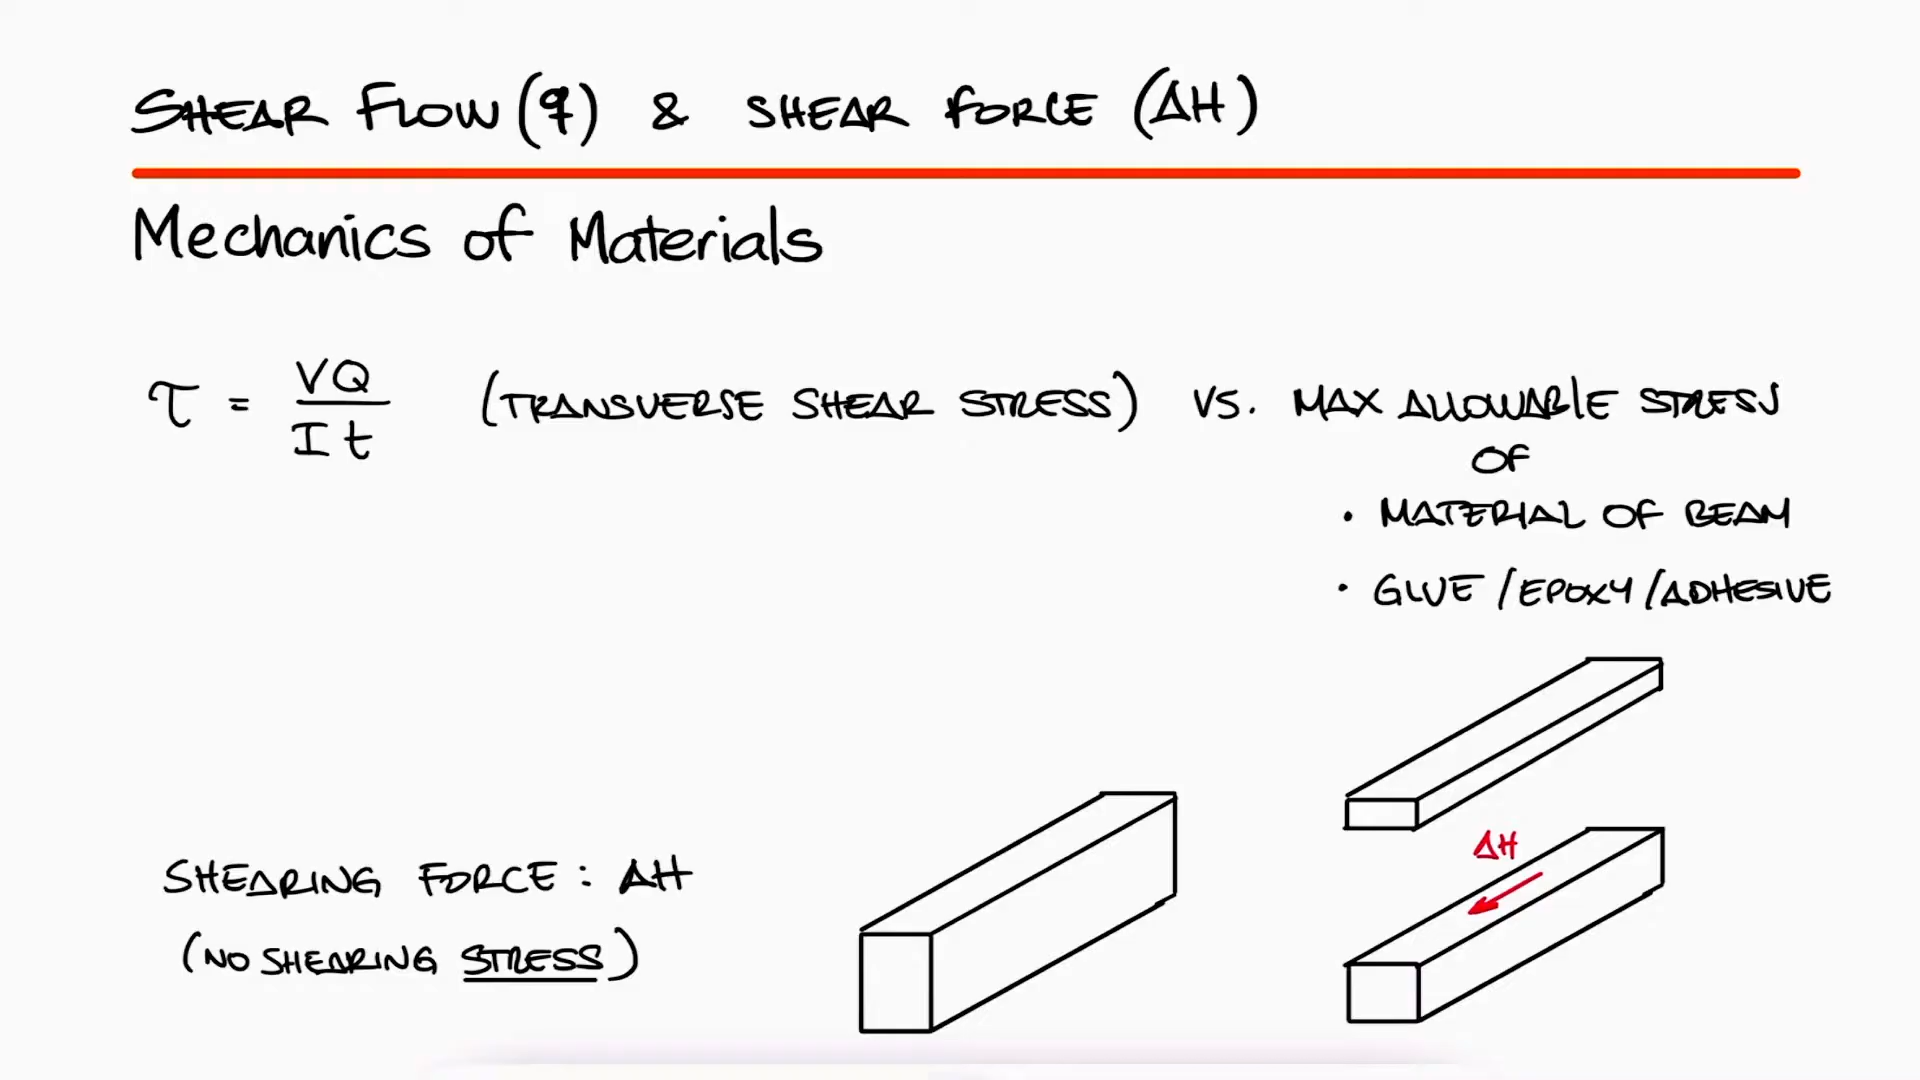 SHEAR FLOW (q) & SHEAR FORCE (ΔH)
Mechanics of Materials
τ = VQ / It (TRANSVERSE SHEAR STRESS) VS. MAX ALLOWABLE STRESS
OF
• MATERIAL OF BEAM
• GLUE/EPOXY/ADHESIVE
ΔH
SHEARING FORCE: ΔH
(NO SHEARING STRESS)